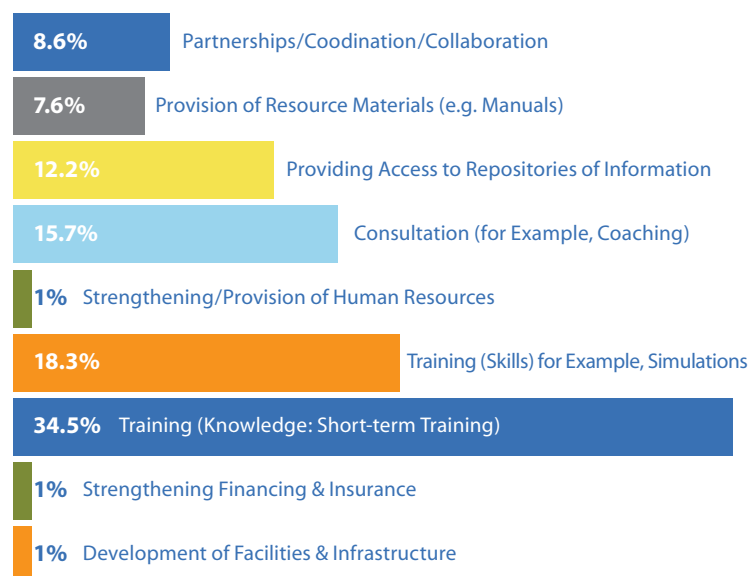 8.6% Partnerships/Coodination/Collaboration
7.6% Provision of Resource Materials (e.g. Manuals)
12.2% Providing Access to Repositories of Information
15.7% Consultation (for Example, Coaching)
1% Strengthening/Provision of Human Resources
18.3% Training (Skills) for Example, Simulations
34.5% Training (Knowledge: Short-term Training)
1% Strengthening Financing & Insurance
1% Development of Facilities & Infrastructure